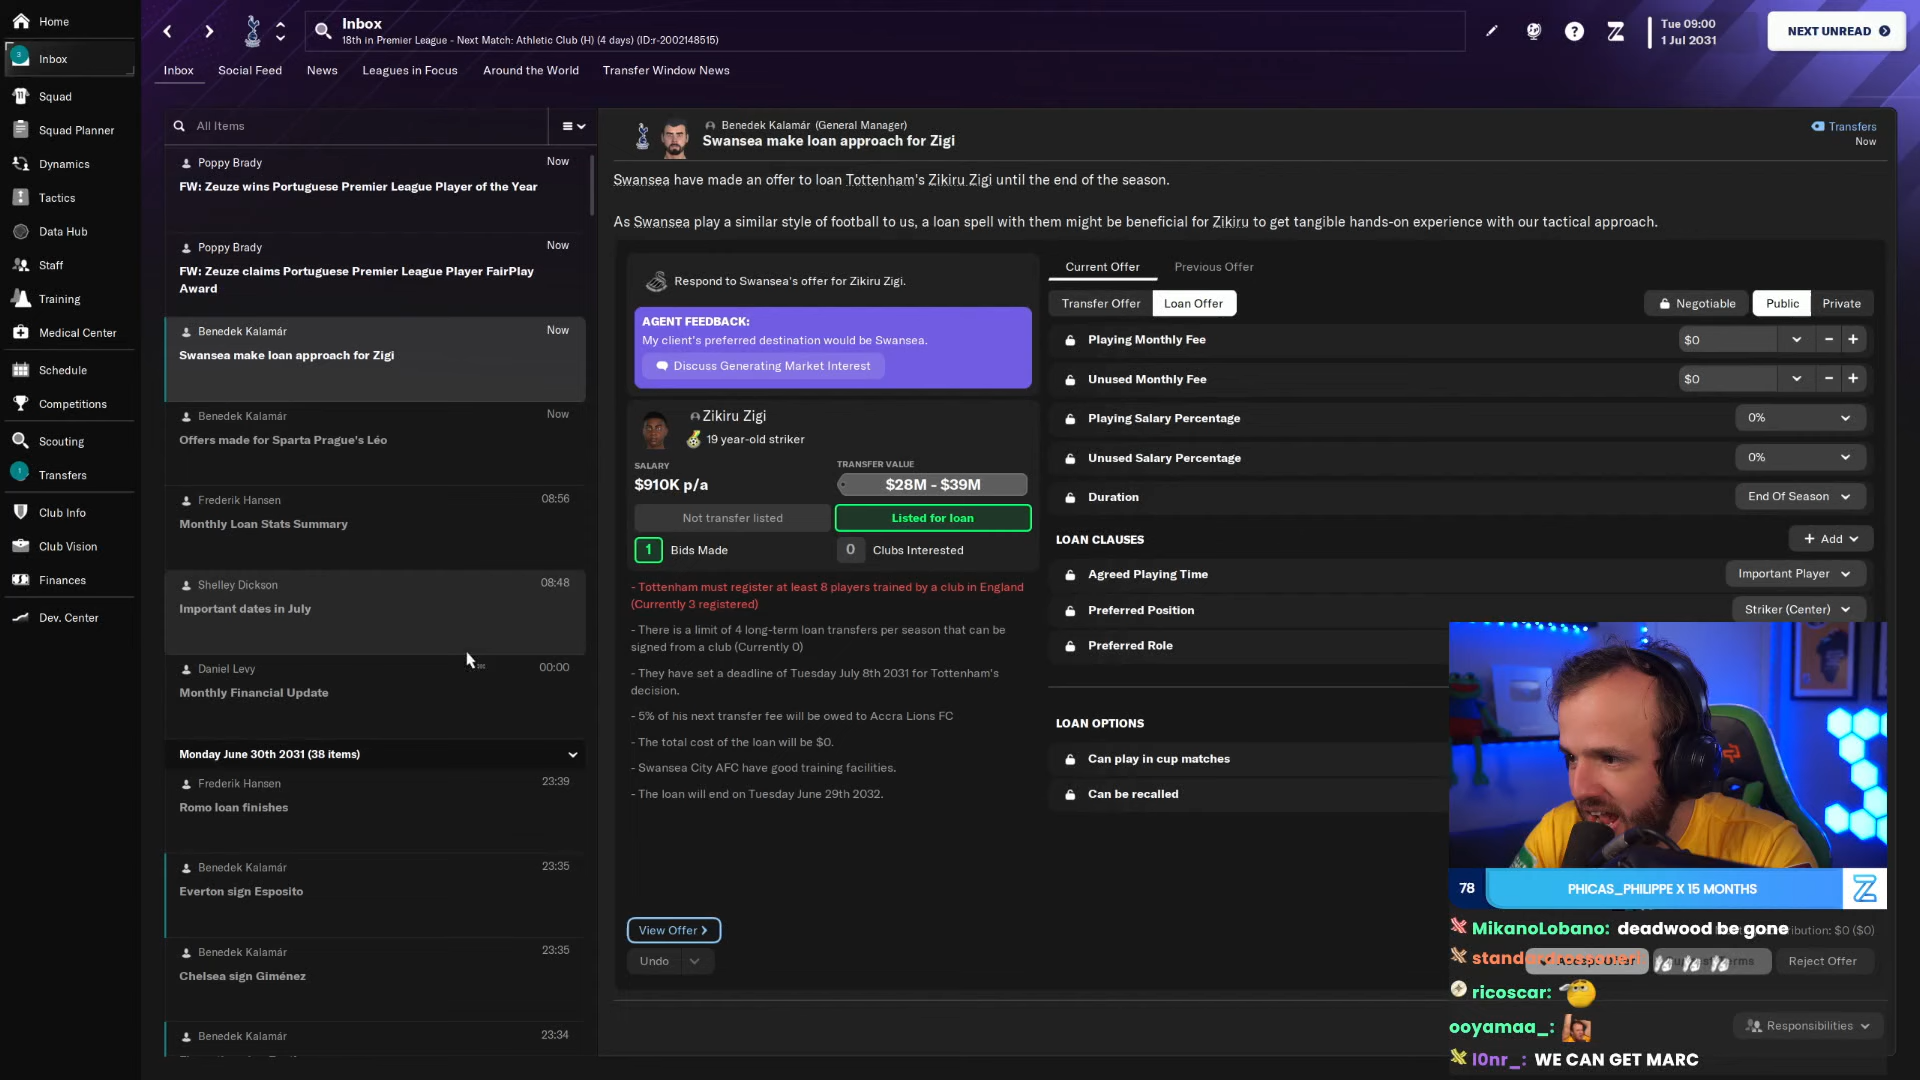 Home
Inbox
18th in Premier League - Next Match: Athletic Club (H) (4 days) (ID:r-2002148515)
Tue 09:00
1 Jul 2031
NEXT UNREAD
3
Inbox
Inbox
Social Feed
News
Leagues in Focus
Around the World
Transfer Window News
Squad
Squad Planner
Dynamics
Tactics
Data Hub
Staff
Training
Medical Center
Schedule
Competitions
Scouting
1
Transfers
Club Info
Club Vision
Finances
Dev. Center
All Items
Poppy Brady
Now
FW: Zeuze wins Portuguese Premier League Player of the Year
Poppy Brady
Now
FW: Zeuze claims Portuguese Premier League Player FairPlay
Award
Benedek Kalamár
Now
Swansea make loan approach for Zigi
Benedek Kalamár
Now
Offers made for Sparta Prague's Léo
Frederik Hansen
08:56
Monthly Loan Stats Summary
Shelley Dickson
08:48
Important dates in July
Daniel Levy
00:00
Monthly Financial Update
Monday June 30th 2031 (38 items)
Frederik Hansen
23:39
Romo loan finishes
Benedek Kalamár
23:35
Everton sign Esposito
Benedek Kalamár
23:35
Chelsea sign Giménez
Benedek Kalamár
23:34
Benedek Kalamár (General Manager)
Swansea make loan approach for Zigi
Transfers
Now
Swansea have made an offer to loan Tottenham's Zikiru Zigi until the end of the season.
As Swansea play a similar style of football to us, a loan spell with them might be beneficial for Zikiru to get tangible hands-on experience with our tactical approach.
Respond to Swansea's offer for Zikiru Zigi.
AGENT FEEDBACK:
My client's preferred destination would be Swansea.
Discuss Generating Market Interest
Zikiru Zigi
19 year-old striker
SALARY
$910K p/a
TRANSFER VALUE
$28M - $39M
Not transfer listed
Listed for loan
1
Bids Made
0
Clubs Interested
- Tottenham must register at least 8 players trained by a club in England
(Currently 3 registered)
- There is a limit of 4 long-term loan transfers per season that can be
signed from a club (Currently 0)
- They have set a deadline of Tuesday July 8th 2031 for Tottenham's
decision.
- 5% of his next transfer fee will be owed to Accra Lions FC
- The total cost of the loan will be $0.
- Swansea City AFC have good training facilities.
- The loan will end on Tuesday June 29th 2032.
View Offer
Undo
Current Offer
Previous Offer
Transfer Offer
Loan Offer
Negotiable
Public
Private
Playing Monthly Fee
$0
Unused Monthly Fee
$0
Playing Salary Percentage
0%
Unused Salary Percentage
0%
Duration
End Of Season
LOAN CLAUSES
Add
Agreed Playing Time
Important Player
Preferred Position
Striker (Center)
Preferred Role
LOAN OPTIONS
Can play in cup matches
Can be recalled
78
PHICAS_PHILIPPE X 15 MONTHS
MikanoLobano: deadwood be gone
$0 ($0)
Reject Offer
ricoscar:
ooyamaa_:
Responsibilities
l0nr_: WE CAN GET MARC